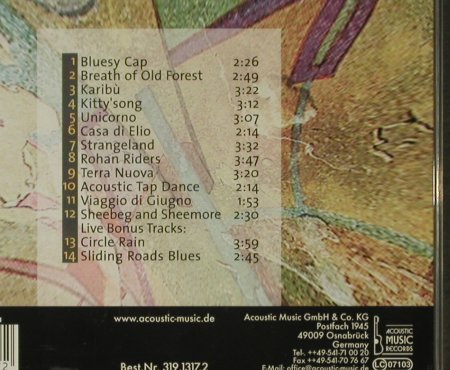 1 Bluesy Cap 2:26
2 Breath of Old Forest 2:49
3 Karibù 3:22
4 Kitty'song 3:12
5 Unicorno 3:07
6 Casa di Elio 2:14
7 Strangeland 3:32
8 Rohan Riders 3:47
9 Terra Nuova 3:20
10 Acoustic Tap Dance 2:14
11 Viaggio di Giugno 1:53
12 Sheebeg and Sheemore 2:30
Live Bonus Tracks:
13 Circle Rain 3:59
14 Sliding Roads Blues 2:45
www.acoustic-music.de
Acoustic Music GmbH & Co. KG
Postfach 1945
49009 Osnabrück
Germany
Tel.: ++49-541-71 00 20
Fax ++49-541-70 76 67
E-Mail: office@acoustic-music.de
Best.Nr. 319.1317.2
ACOUSTIC
MUSIC
RECORDS
LC 07103